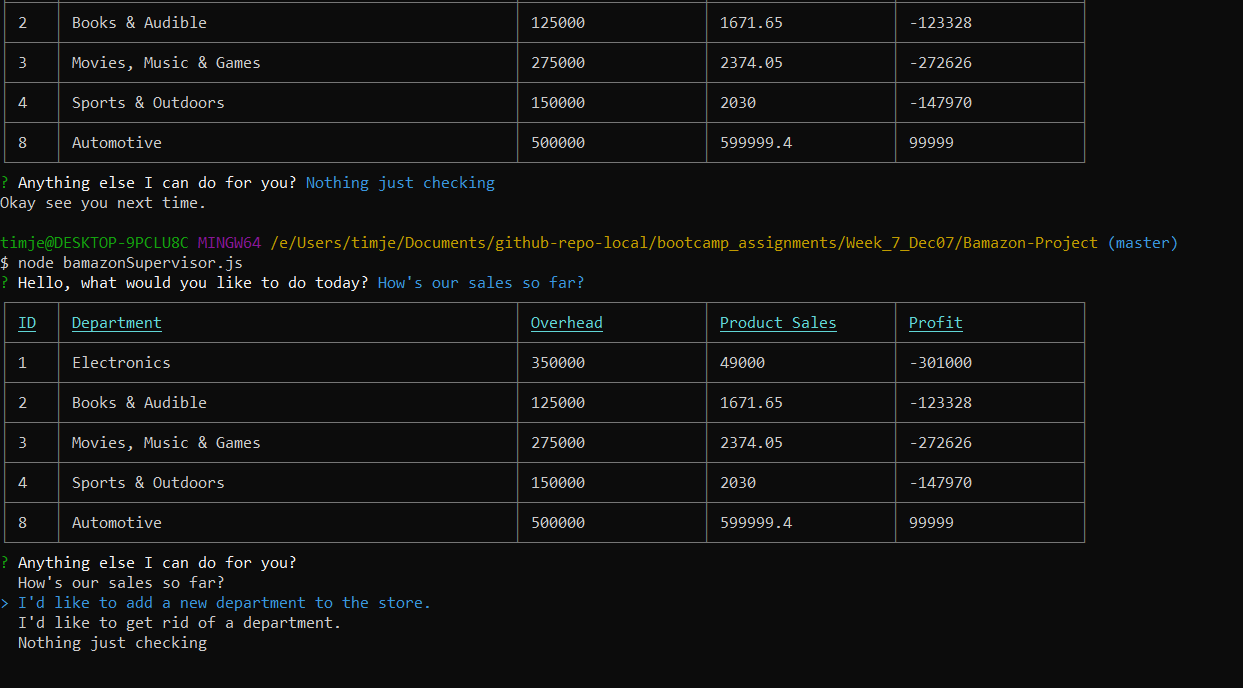 2 Books & Audible 125000 1671.65 -123328
3 Movies, Music & Games 275000 2374.05 -272626
4 Sports & Outdoors 150000 2030 -147970
8 Automotive 500000 599999.4 99999
? Anything else I can do for you? Nothing just checking
Okay see you next time.
timje@DESKTOP-9PCLU8C MINGW64 /e/Users/timje/Documents/github-repo-local/bootcamp_assignments/Week_7_Dec07/Bamazon-Project (master)
$ node bamazonSupervisor.js
? Hello, what would you like to do today? How's our sales so far?
ID Department Overhead Product Sales Profit
1 Electronics 350000 49000 -301000
2 Books & Audible 125000 1671.65 -123328
3 Movies, Music & Games 275000 2374.05 -272626
4 Sports & Outdoors 150000 2030 -147970
8 Automotive 500000 599999.4 99999
? Anything else I can do for you?
How's our sales so far?
> I'd like to add a new department to the store.
I'd like to get rid of a department.
Nothing just checking